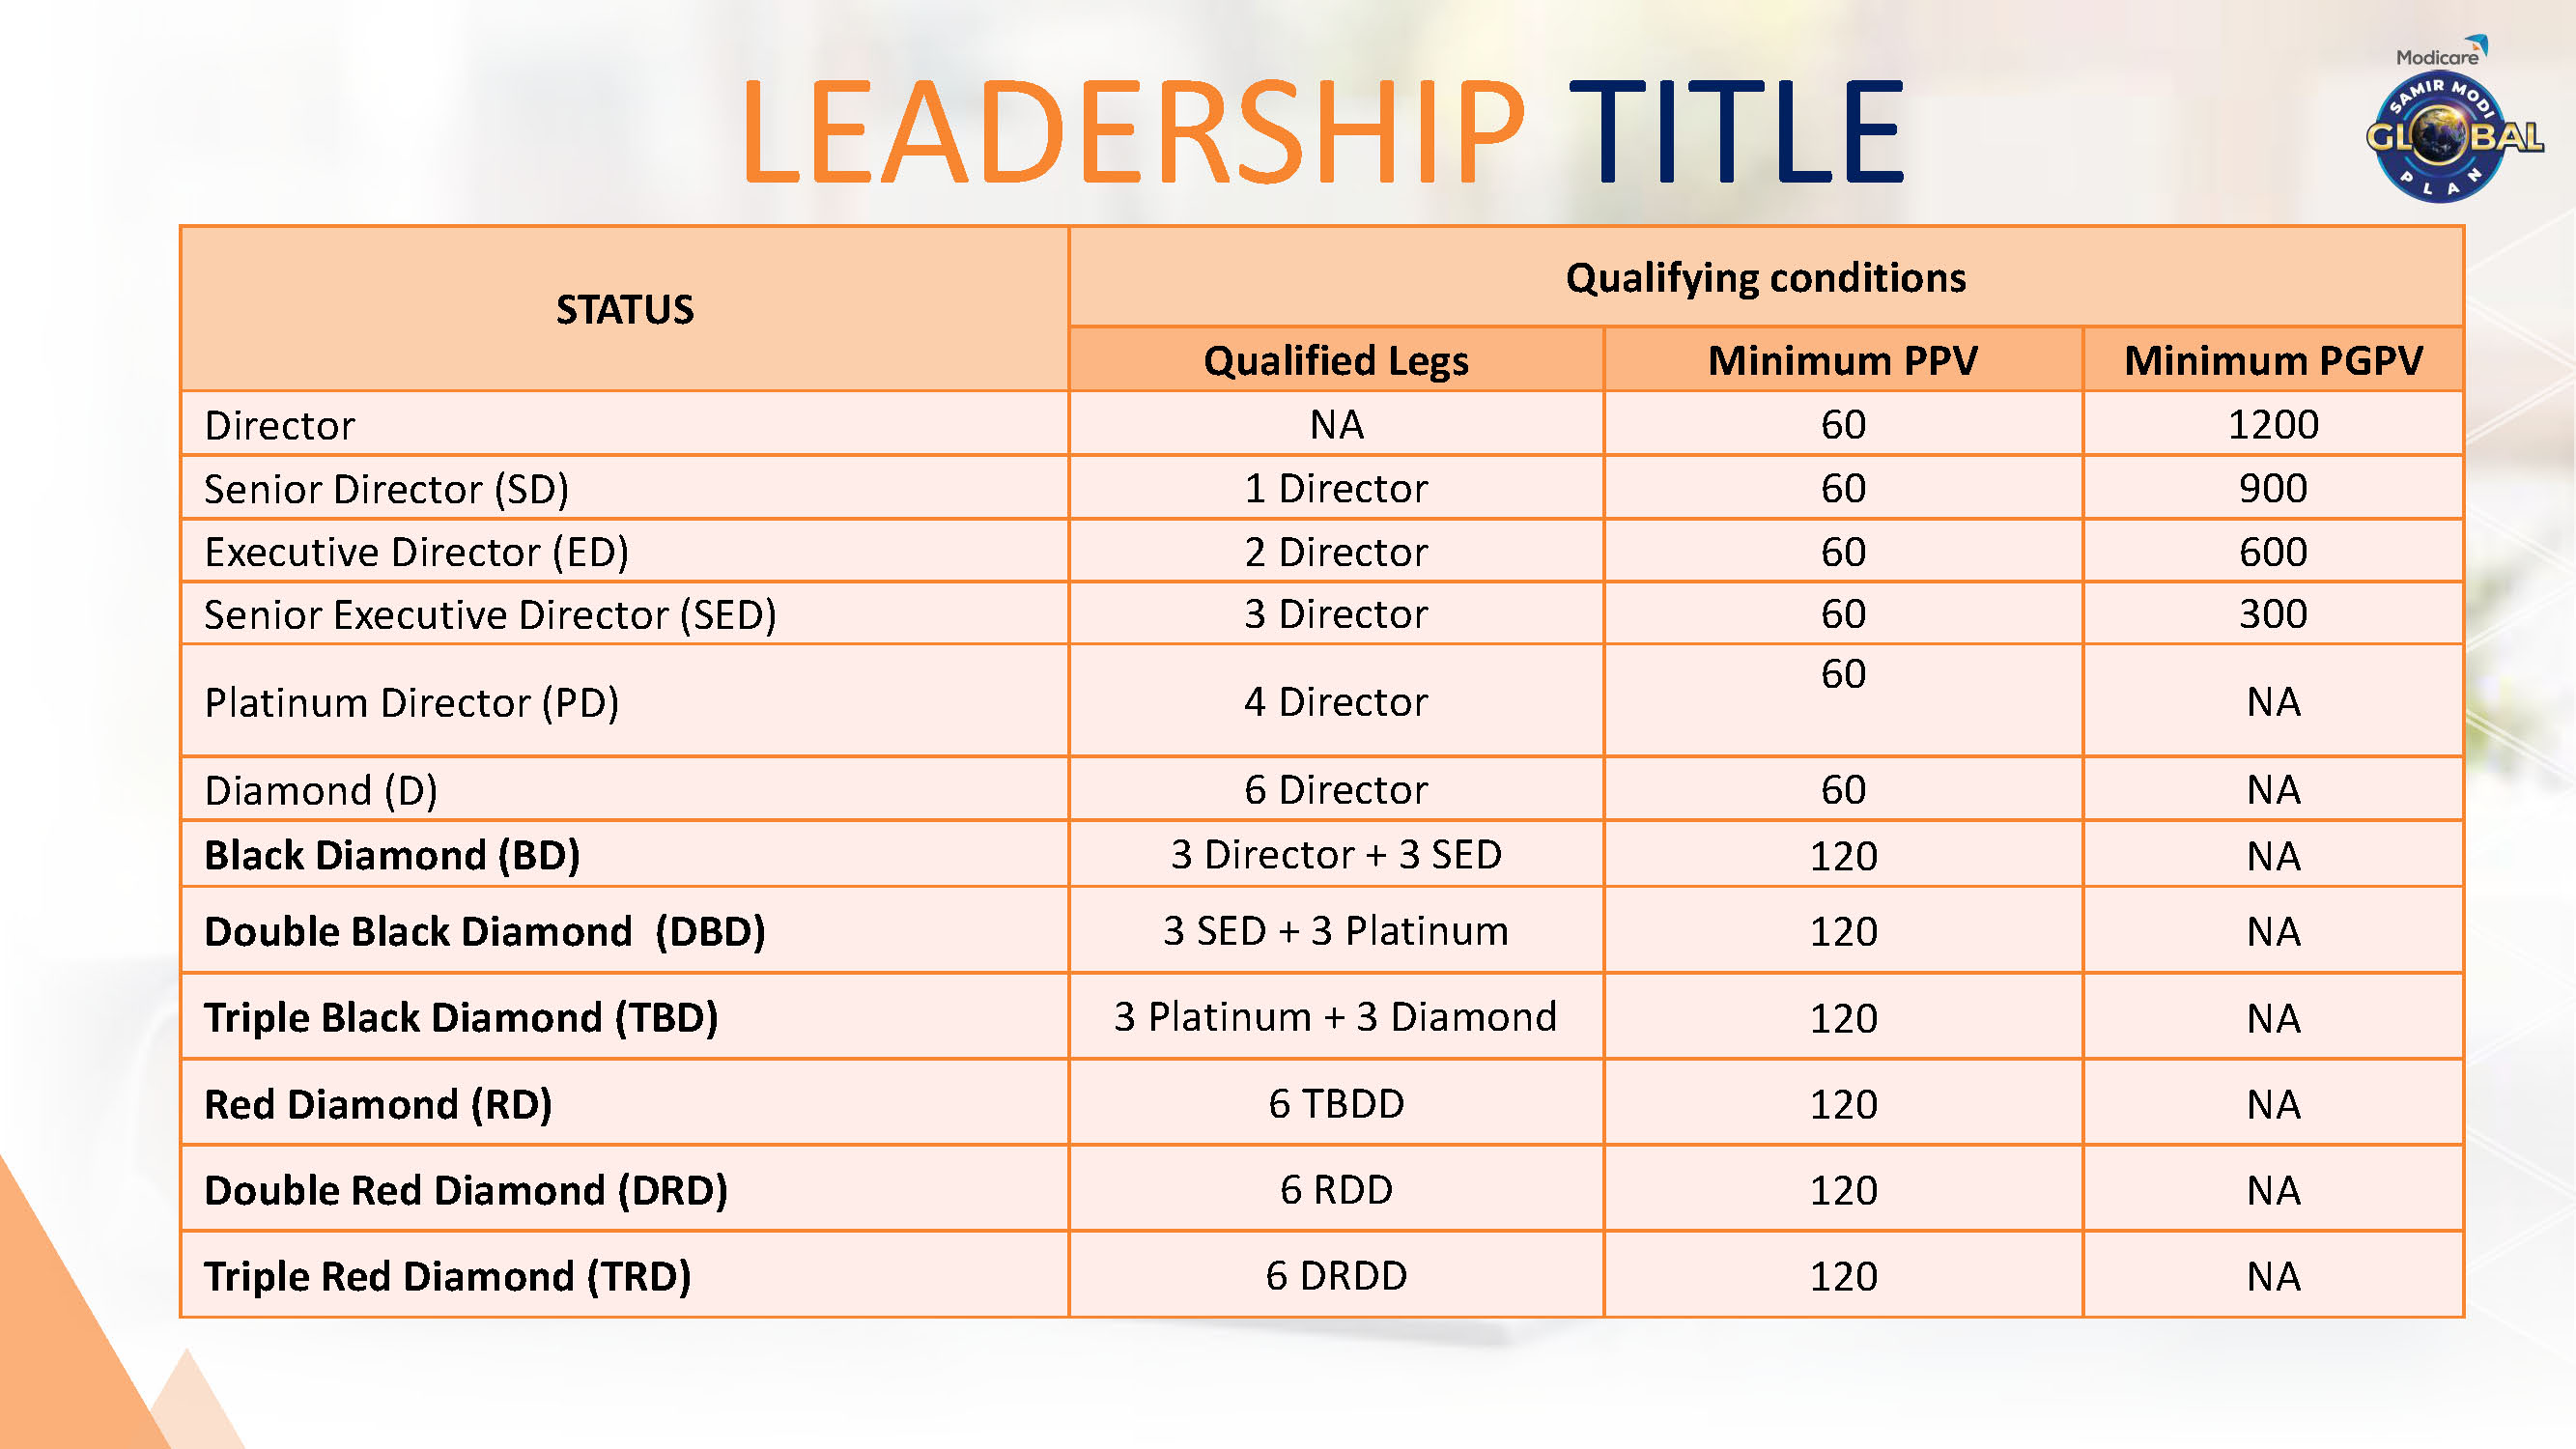 Modicare
SAMIR MODI
GLOBAL
PLAN
LEADERSHIP TITLE
STATUS
Qualifying conditions
Qualified Legs Minimum PPV Minimum PGPV
Director NA 60 1200
Senior Director (SD) 1 Director 60 900
Executive Director (ED) 2 Director 60 600
Senior Executive Director (SED) 3 Director 60 300
Platinum Director (PD) 4 Director 60 NA
Diamond (D) 6 Director 60 NA
Black Diamond (BD) 3 Director + 3 SED 120 NA
Double Black Diamond (DBD) 3 SED + 3 Platinum 120 NA
Triple Black Diamond (TBD) 3 Platinum + 3 Diamond 120 NA
Red Diamond (RD) 6 TBDD 120 NA
Double Red Diamond (DRD) 6 RDD 120 NA
Triple Red Diamond (TRD) 6 DRDD 120 NA